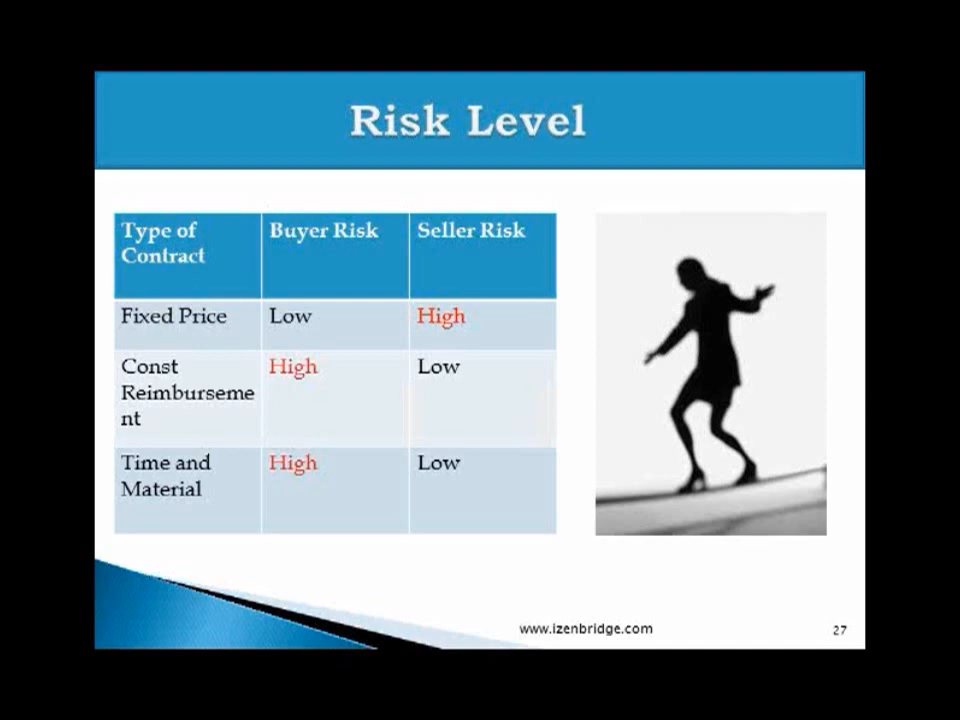 Risk Level
Type of
Contract
Buyer Risk
Seller Risk
Fixed Price
Low
High
Const
Reimburseme
nt
High
Low
Time and
Material
High
Low
www.izenbridge.com
27